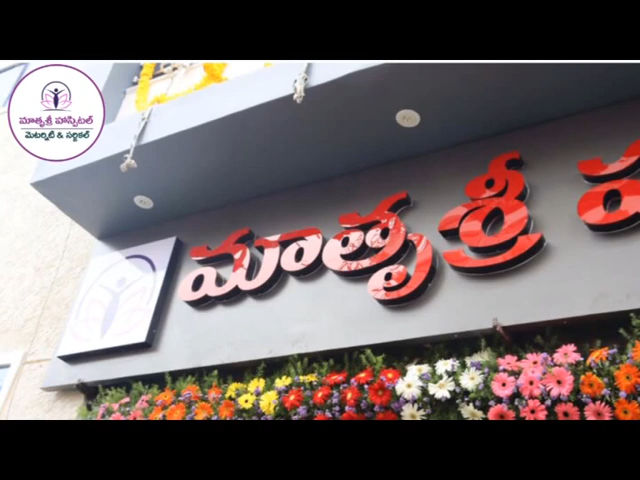 మాతృశ్రీ హాస్పిటల్
మెటర్నిటీ & సర్జికల్
మాతృశ్రీ